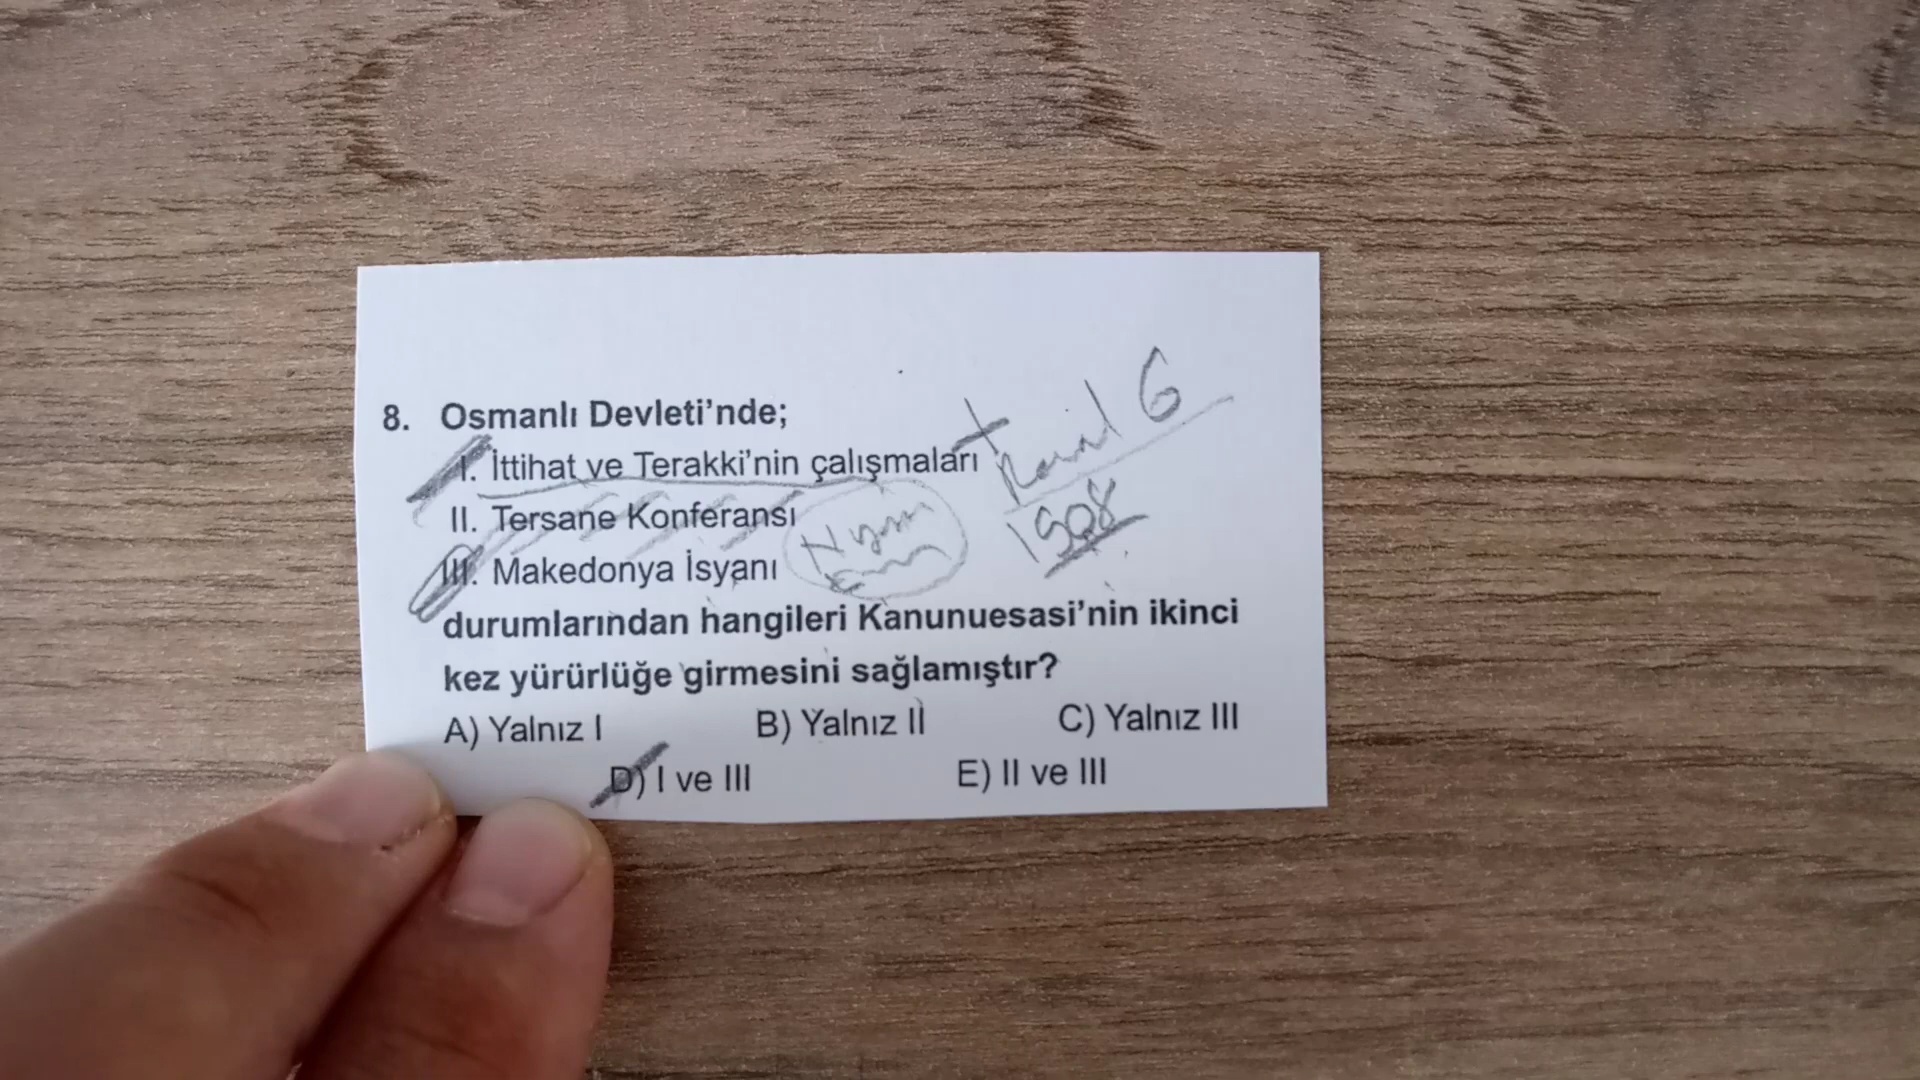 8. Osmanlı Devleti'nde;
I. İttihat ve Terakki'nin çalışmaları
6
II. Tersane Konferansı
1908
III. Makedonya İsyanı
durumlarından hangileri Kanunuesasi'nin ikinci
kez yürürlüğe girmesini sağlamıştır?
A) Yalnız I B) Yalnız II C) Yalnız III
D) I ve III E) II ve III